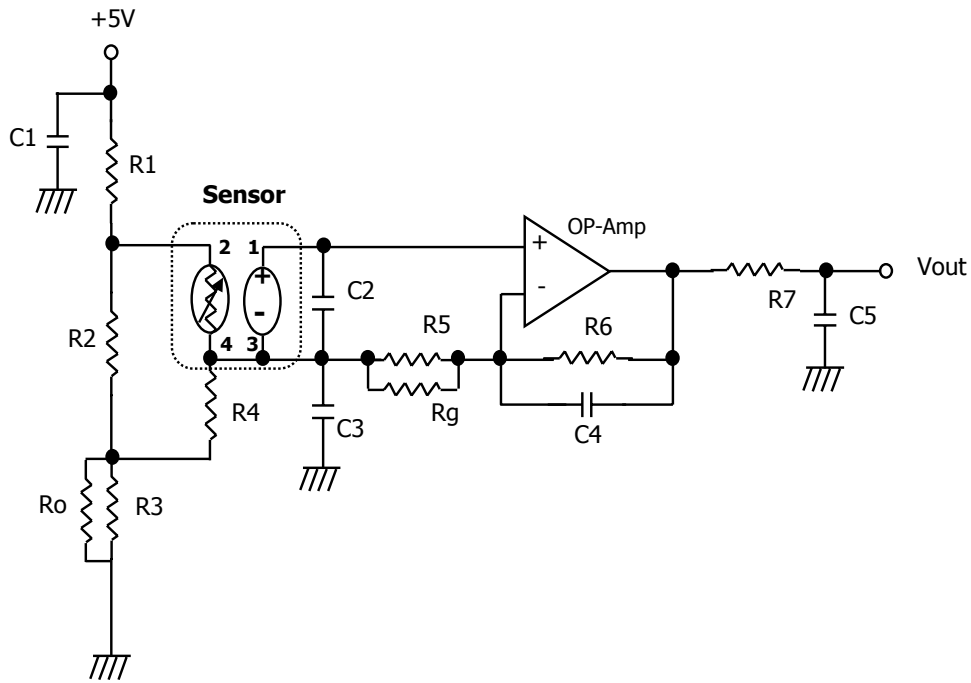 +5V
C1
R1
Sensor
2 1
OP-Amp
+
+
-
-
Vout
C2
R7
C5
R2
R5
R6
4 3
R4
C3
Rg
C4
Ro
R3